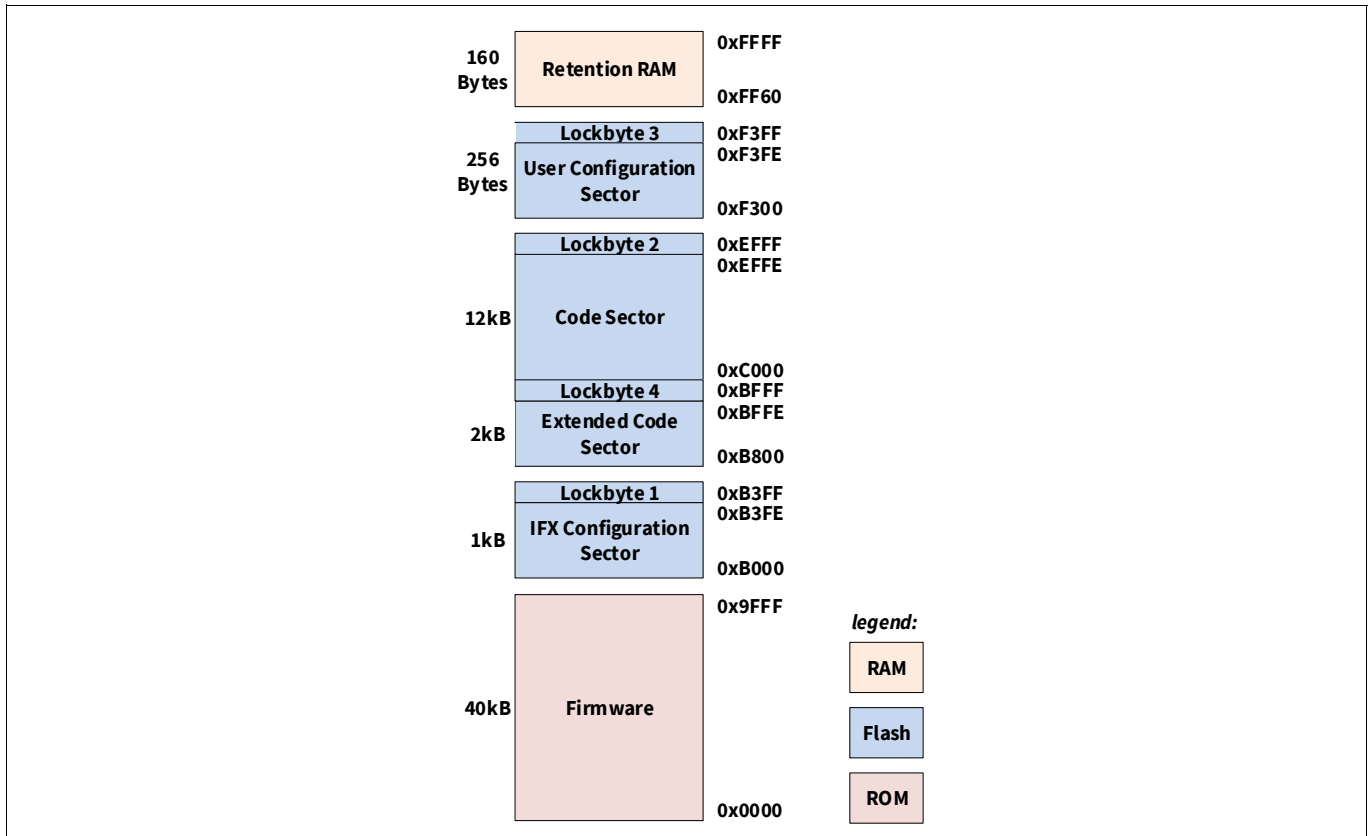 160
Bytes
Retention RAM
0xFFFF
0xFF60
256
Bytes
Lockbyte 3
User Configuration
Sector
0xF3FF
0xF3FE
0xF300
12kB
Lockbyte 2
Code Sector
0xEFFF
0xEFFE
0xC000
2kB
Lockbyte 4
Extended Code
Sector
0xBFFF
0xBFFE
0xB800
1kB
Lockbyte 1
IFX Configuration
Sector
0xB3FF
0xB3FE
0xB000
40kB
Firmware
0x9FFF
0x0000
legend:
RAM
Flash
ROM